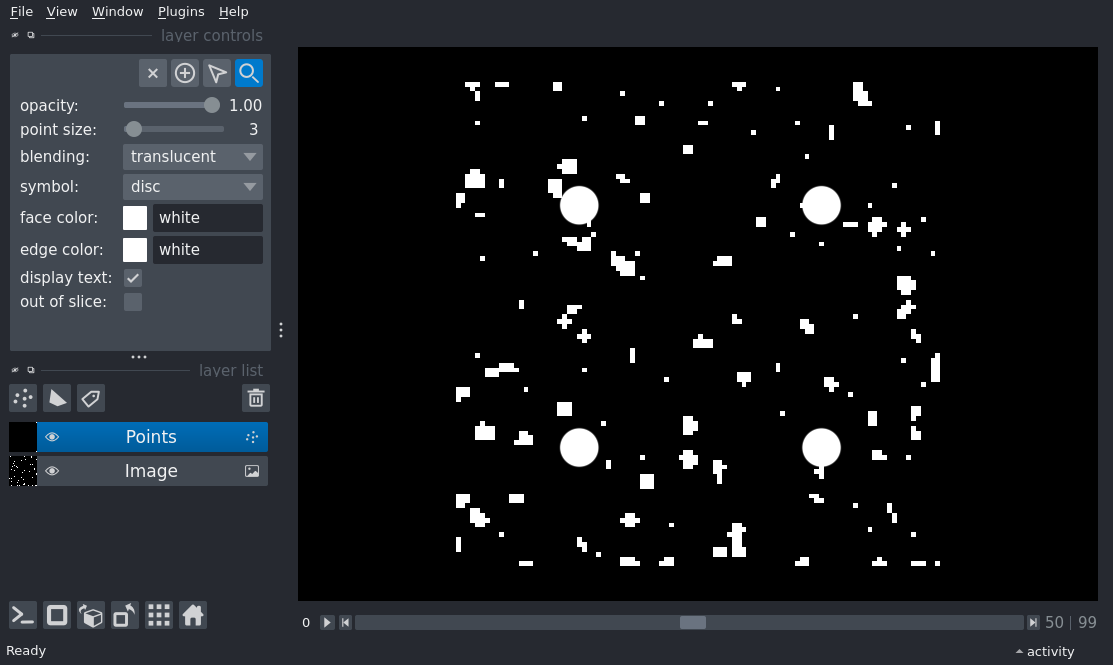 File View Window Plugins Help
layer controls
opacity: 1.00
point size: 3
blending: translucent
symbol: disc
face color: white
edge color: white
display text:
out of slice:
layer list
Points
Image
0 50 | 99
Ready activity